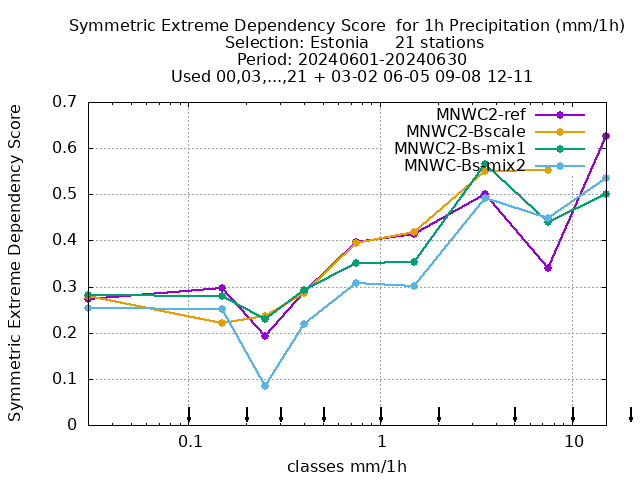 Symmetric Extreme Dependency Score  for 1h Precipitation (mm/1h)
Selection: Estonia     21 stations
Period: 20240601-20240630
Used 00,03,...,21 + 03-02 06-05 09-08 12-11
Symmetric Extreme Dependency Score
0.7
0.6
0.5
0.4
0.3
0.2
0.1
0
MNWC2-ref
MNWC2-Bscale
MNWC2-Bs-mix1
MNWC-Bs-mix2
0.1
1
10
classes mm/1h